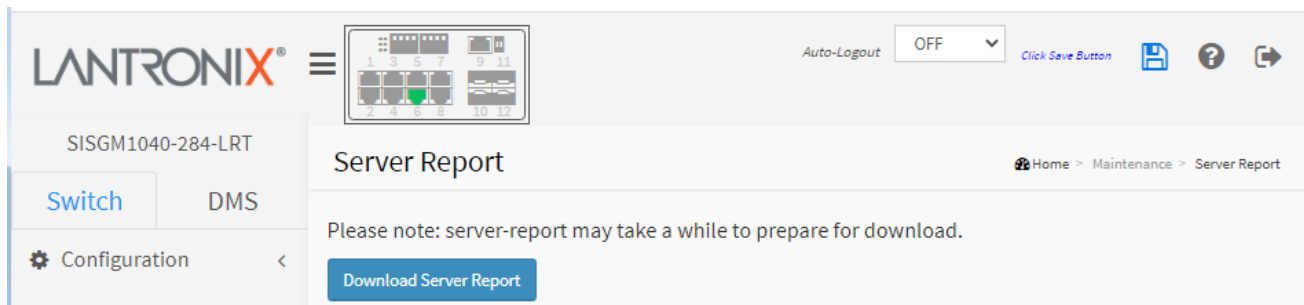 LANTRONIX®
1 3 5 7 9 11
2 4 6 8 10 12
Auto-Logout OFF Click Save Button
SISGM1040-284-LRT
Switch DMS
Configuration
Server Report
Home > Maintenance > Server Report
Please note: server-report may take a while to prepare for download.
Download Server Report